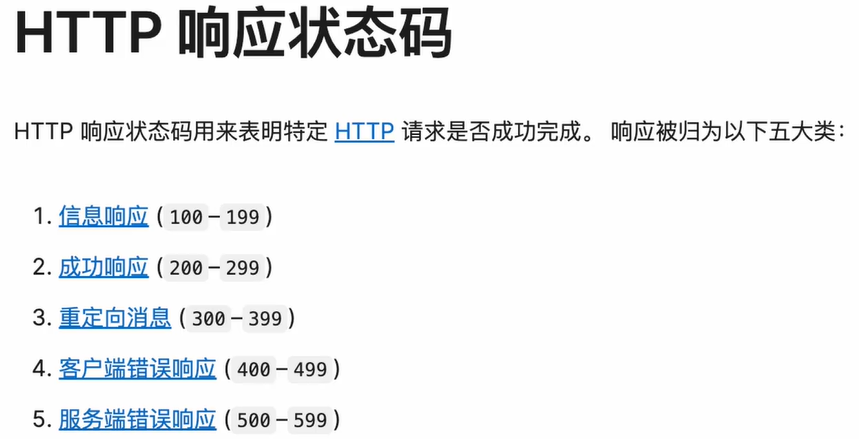 HTTP 响应状态码
HTTP 响应状态码用来表明特定 HTTP 请求是否成功完成。 响应被归为以下五大类：
1. 信息响应 (100–199)
2. 成功响应 (200–299)
3. 重定向消息 (300–399)
4. 客户端错误响应 (400–499)
5. 服务端错误响应 (500–599)